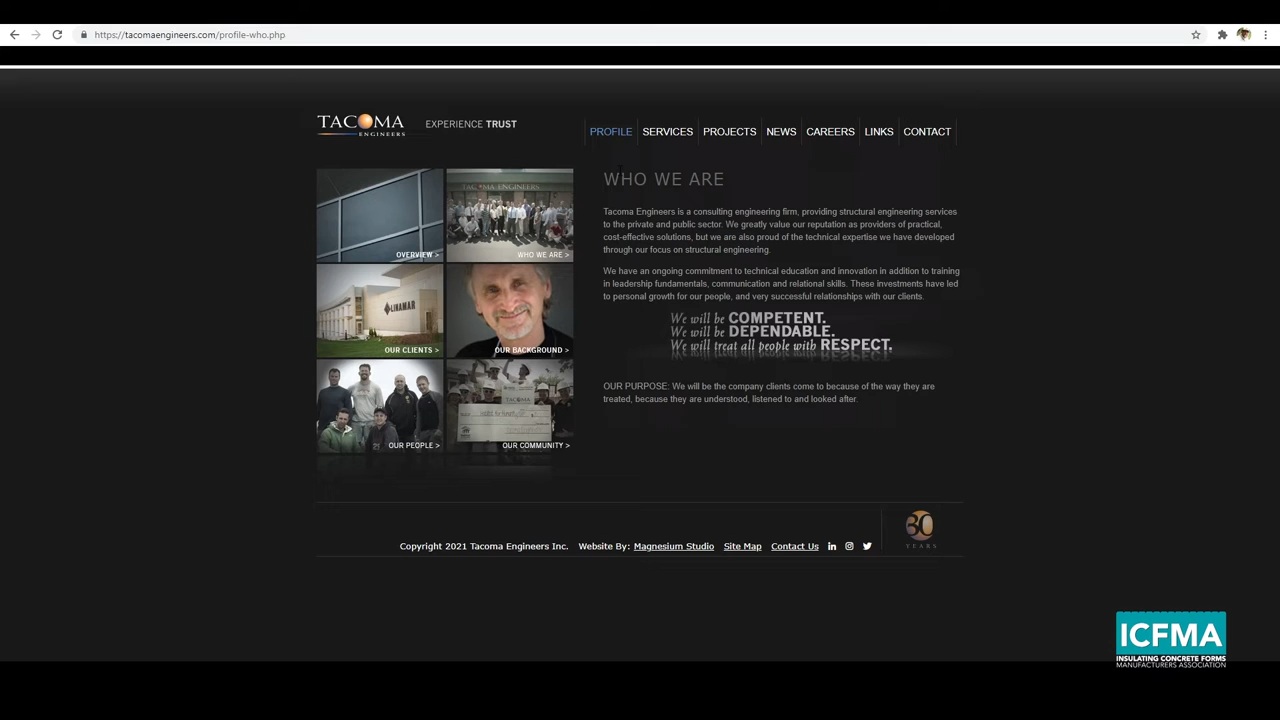 https://tacomaengineers.com/profile-who.php
TACOMA
ENGINEERS
EXPERIENCE TRUST
PROFILE
SERVICES
PROJECTS
NEWS
CAREERS
LINKS
CONTACT
TACOMA ENGINEERS
OVERVIEW >
WHO WE ARE >
LINAMAR
OUR CLIENTS >
OUR BACKGROUND >
TACOMA
OUR PEOPLE >
OUR COMMUNITY >
WHO WE ARE
Tacoma Engineers is a consulting engineering firm, providing structural engineering services
to the private and public sector. We greatly value our reputation as providers of practical,
cost-effective solutions, but we are also proud of the technical expertise we have developed
through our focus on structural engineering.
We have an ongoing commitment to technical education and innovation in addition to training
in leadership fundamentals, communication and relational skills. These investments have led
to personal growth for our people, and very successful relationships with our clients.
We will be COMPETENT.
We will be DEPENDABLE.
We will treat all people with RESPECT.
OUR PURPOSE: We will be the company clients come to because of the way they are
treated, because they are understood, listened to and looked after.
Copyright 2021 Tacoma Engineers Inc. Website By: Magnesium Studio Site Map Contact Us
30
YEARS
ICFMA
INSULATING CONCRETE FORMS
MANUFACTURERS ASSOCIATION